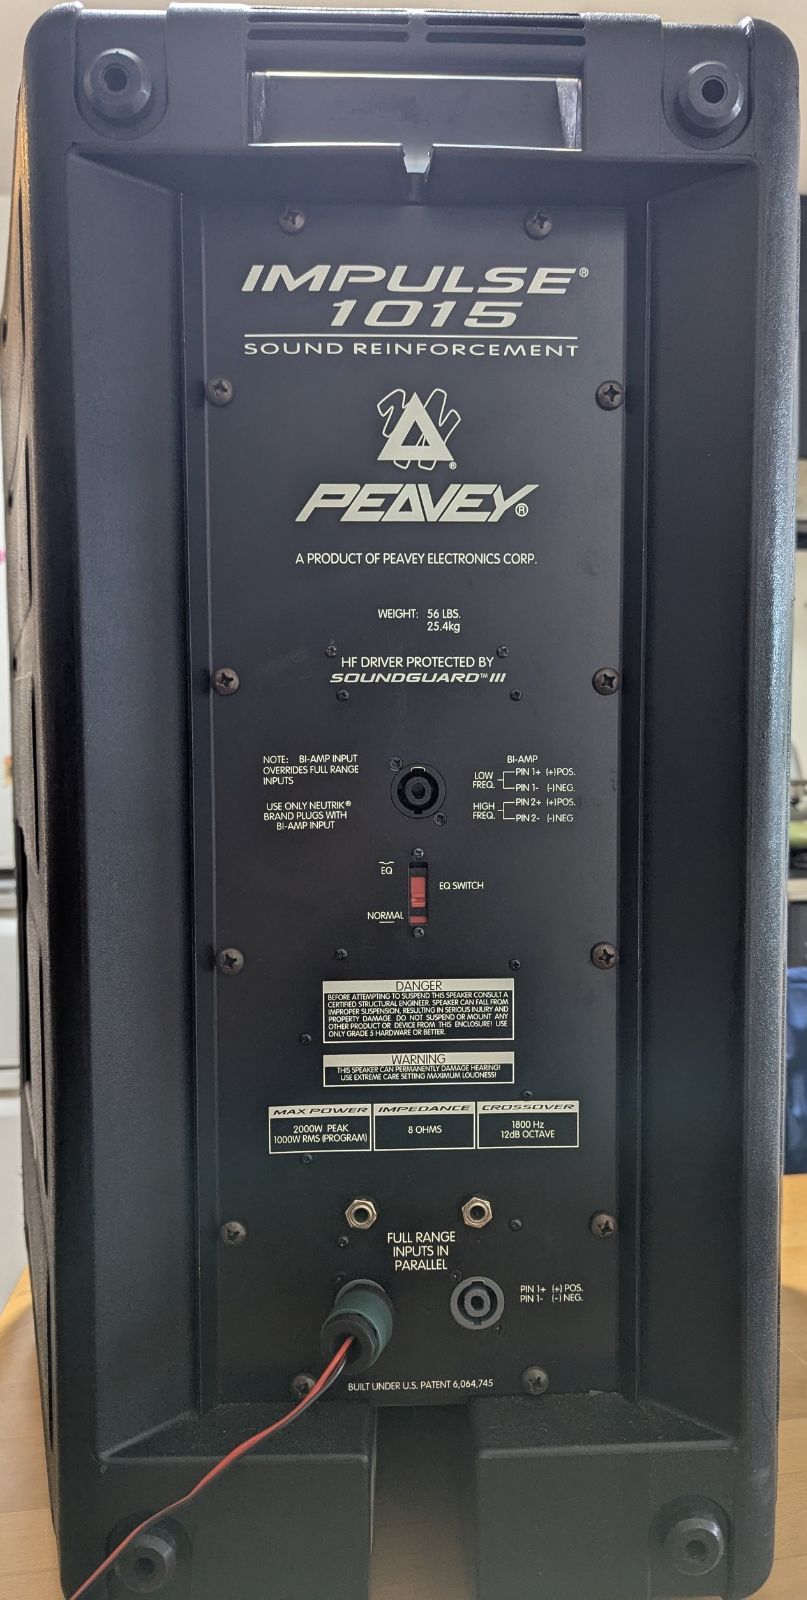 IMPULSE®
1015
SOUND REINFORCEMENT
PEAVEY®
A PRODUCT OF PEAVEY ELECTRONICS CORP.
WEIGHT: 56 LBS.
25.4kg
HF DRIVER PROTECTED BY
SOUNDGUARD™ III
NOTE: BI-AMP INPUT
OVERRIDES FULL RANGE
INPUTS
USE ONLY NEUTRIK®
BRAND PLUGS WITH
BI-AMP INPUT
BI-AMP
LOW
FREQ.
PIN 1+ (+)POS.
PIN 1- (-)NEG.
HIGH
FREQ.
PIN 2+ (+)POS.
PIN 2- (-)NEG
EQ
EQ SWITCH
NORMAL
DANGER
BEFORE ATTEMPTING TO SUSPEND THIS SPEAKER CONSULT A
CERTIFIED STRUCTURAL ENGINEER. SPEAKER CAN FALL FROM
IMPROPER SUSPENSION, RESULTING IN SERIOUS INJURY AND
PROPERTY DAMAGE. DO NOT SUSPEND OR MOUNT ANY
OTHER PRODUCT OR DEVICE FROM THIS ENCLOSURE! USE
ONLY GRADE 5 HARDWARE OR BETTER.
WARNING
THIS SPEAKER CAN PERMANENTLY DAMAGE HEARING!
USE EXTREME CARE SETTING MAXIMUM LOUDNESS!
MAX POWER
2000W PEAK
1000W RMS (PROGRAM)
IMPEDANCE
8 OHMS
CROSSOVER
1800 Hz
12dB OCTAVE
FULL RANGE
INPUTS IN
PARALLEL
PIN 1+ (+) POS.
PIN 1- (-) NEG.
BUILT UNDER U.S. PATENT 6,064,745